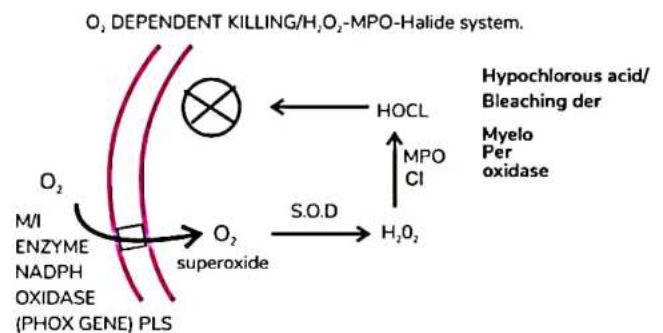 O₂ DEPENDENT KILLING/H₂O₂-MPO-Halide system.
Hypochlorous acid/
Bleaching der
HOCL
Myelo
Per
oxidase
MPO
Cl
O₂
S.O.D
M/I
ENZYME
NADPH
OXIDASE
(PHOX GENE) PLS
O₂
superoxide
H₂O₂